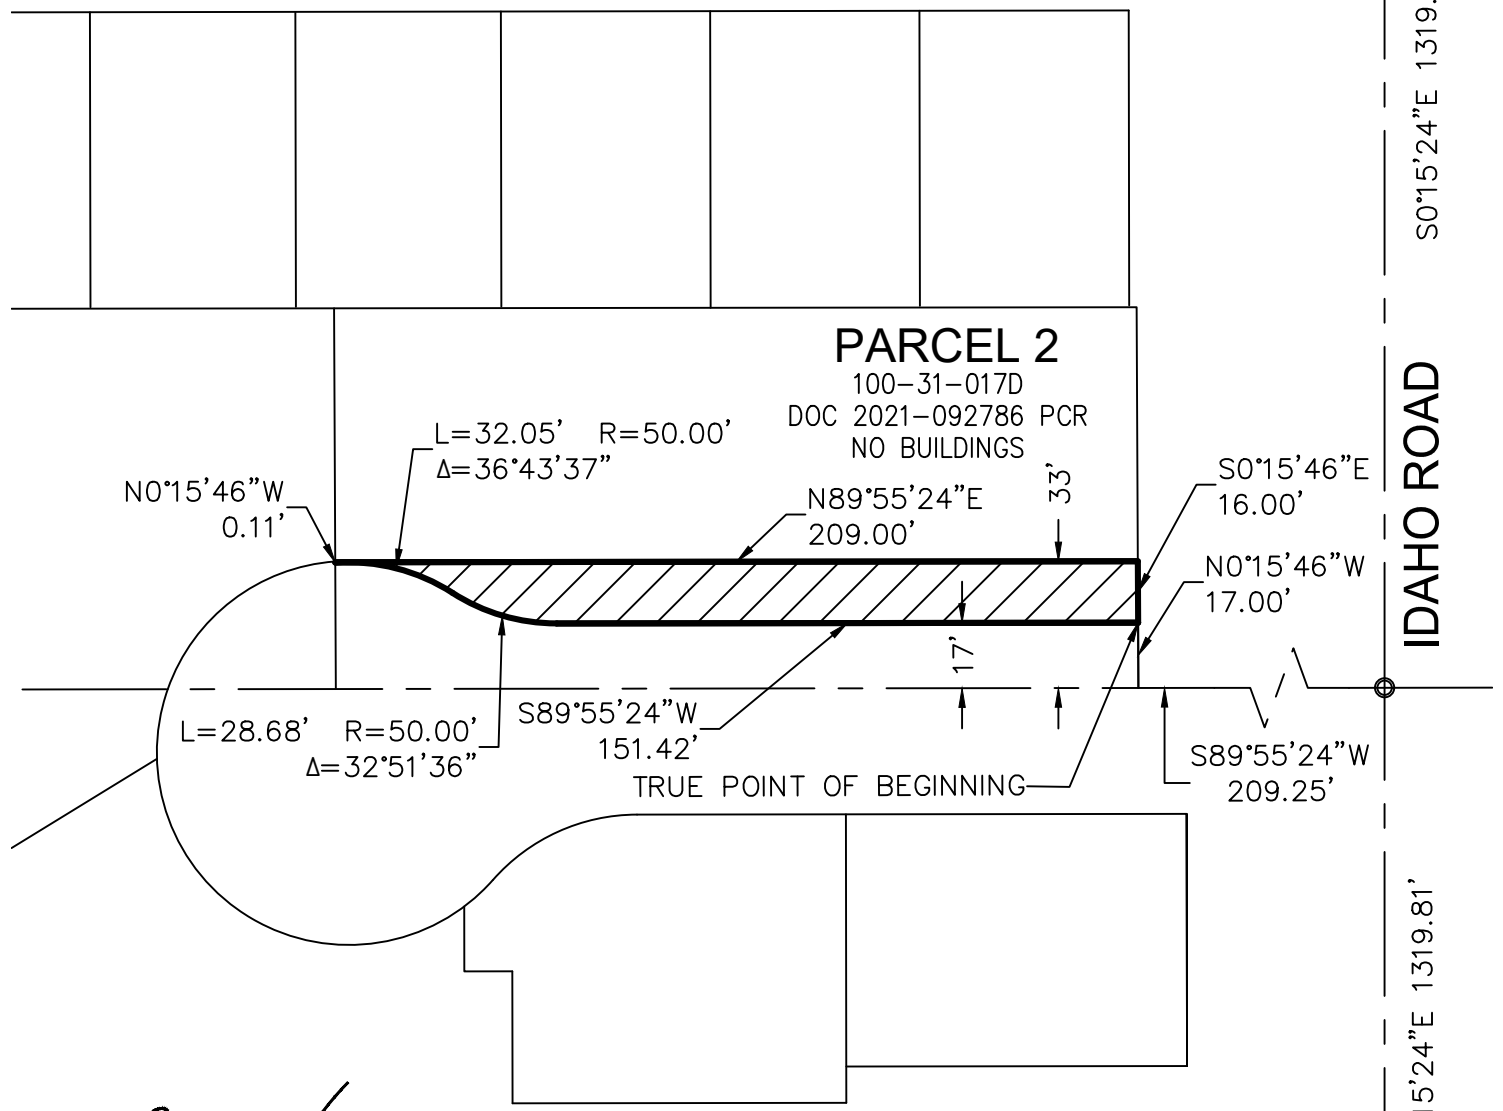 S0°15'24"E 1319.
PARCEL 2
100-31-017D
DOC 2021-092786 PCR
NO BUILDINGS
L=32.05' R=50.00'
Δ=36°43'37"
N0°15'46"W
0.11'
N89°55'24"E
209.00'
33'
S0°15'46"E
16.00'
N0°15'46"W
17.00'
IDAHO ROAD
17'
L=28.68' R=50.00'
Δ=32°51'36"
S89°55'24"W
151.42'
TRUE POINT OF BEGINNING
S89°55'24"W
209.25'
15'24"E 1319.81'